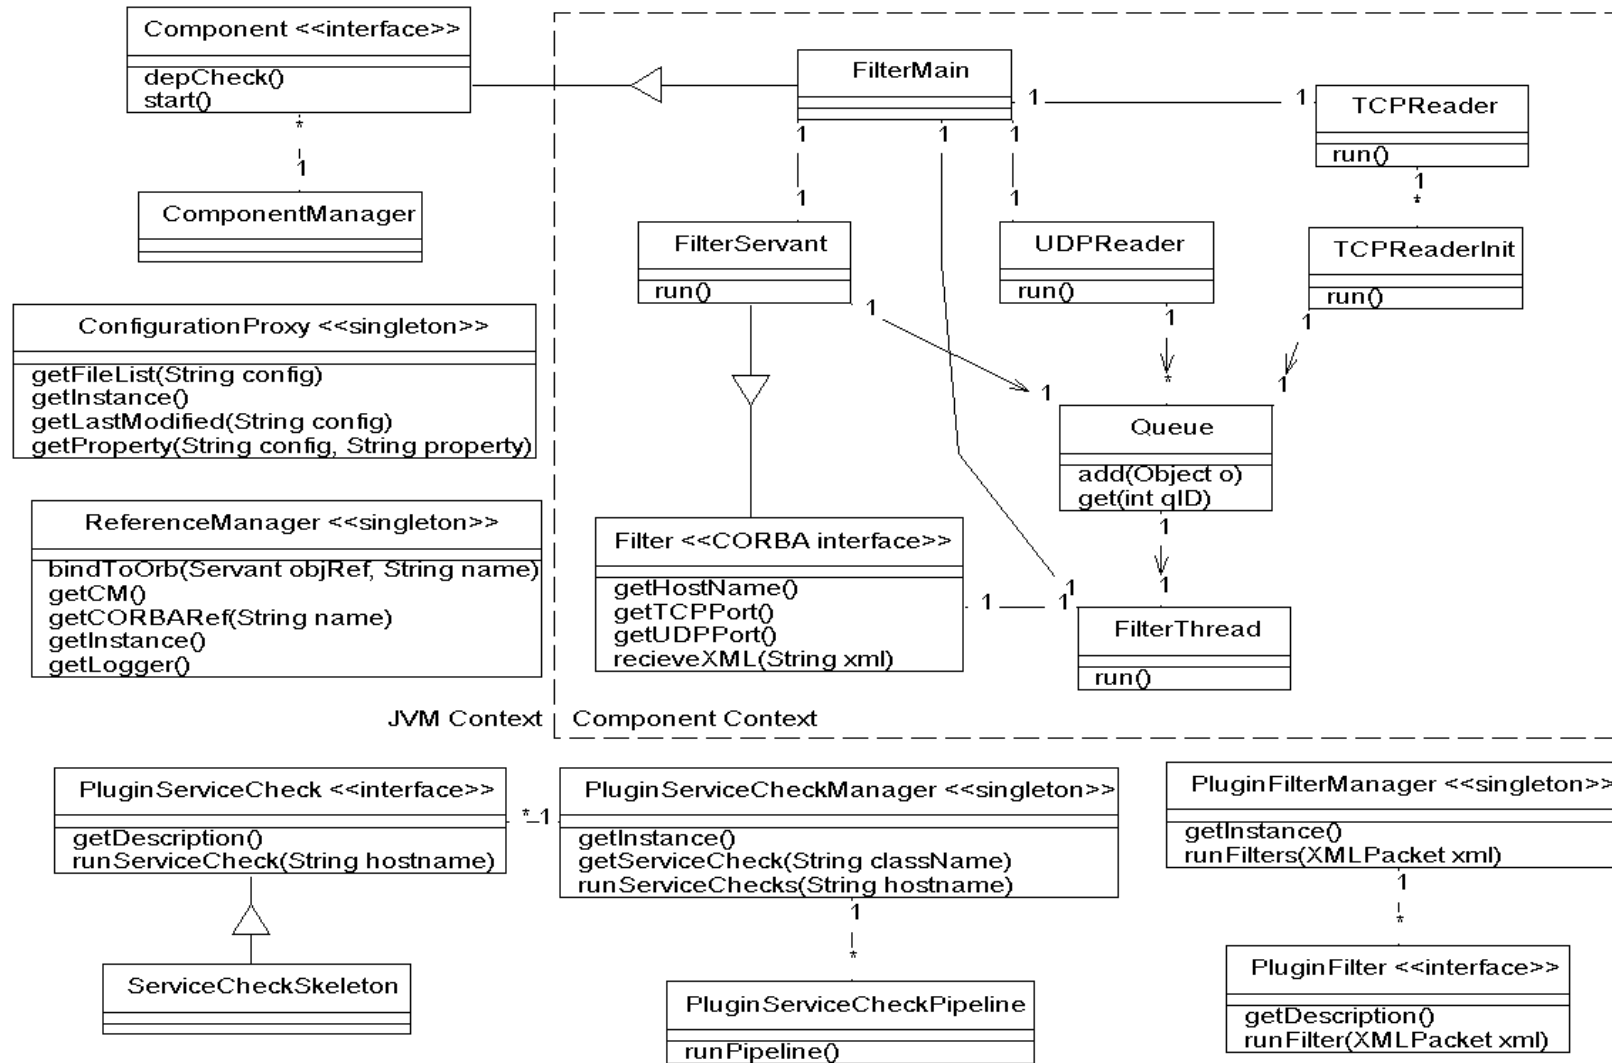 Component <<interface>>
depCheck()
start()
*
1
ComponentManager
FilterMain
1
1
1
1
1
TCPReader
run()
1
*
1
1
FilterServant
run()
UDPReader
run()
TCPReaderInit
run()
1
1
1
ConfigurationProxy <<singleton>>
getFileList(String config)
getInstance()
getLastModified(String config)
getProperty(String config, String property)
1
*
1
Queue
add(Object o)
get(int qID)
1
1
ReferenceManager <<singleton>>
bindToOrb(Servant objRef, String name)
getCM()
getCORBARef(String name)
getInstance()
getLogger()
Filter <<CORBA interface>>
getHostName()
getTCPPort()
getUDPPort()
recieveXML(String xml)
1
1
1
FilterThread
run()
JVM Context
Component Context
PluginServiceCheck <<interface>>
getDescription()
runServiceCheck(String hostname)
*
1
PluginServiceCheckManager <<singleton>>
getInstance()
getServiceCheck(String className)
runServiceChecks(String hostname)
1
*
PluginFilterManager <<singleton>>
getInstance()
runFilters(XMLPacket xml)
1
*
ServiceCheckSkeleton
PluginServiceCheckPipeline
runPipeline()
PluginFilter <<interface>>
getDescription()
runFilter(XMLPacket xml)